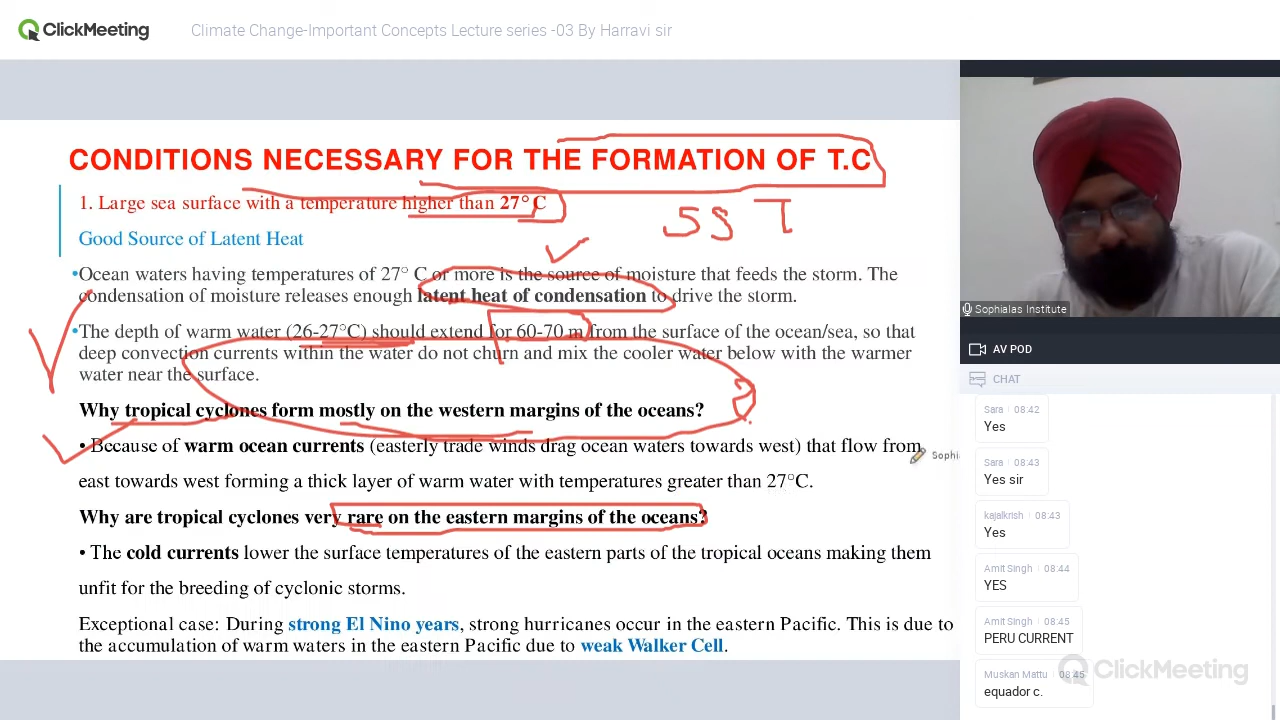 ClickMeeting
Climate Change-Important Concepts Lecture series -03 By Harravi sir
CONDITIONS NECESSARY FOR THE FORMATION OF T.C
1. Large sea surface with a temperature higher than 27° C
SST
Good Source of Latent Heat
•Ocean waters having temperatures of 27° C or more is the source of moisture that feeds the storm. The
condensation of moisture releases enough latent heat of condensation to drive the storm.
•The depth of warm water (26-27°C) should extend for 60-70 m from the surface of the ocean/sea, so that
deep convection currents within the water do not churn and mix the cooler water below with the warmer
water near the surface.
Why tropical cyclones form mostly on the western margins of the oceans?
• Because of warm ocean currents (easterly trade winds drag ocean waters towards west) that flow from
east towards west forming a thick layer of warm water with temperatures greater than 27°C.
Why are tropical cyclones very rare on the eastern margins of the oceans?
• The cold currents lower the surface temperatures of the eastern parts of the tropical oceans making them
unfit for the breeding of cyclonic storms.
Exceptional case: During strong El Nino years, strong hurricanes occur in the eastern Pacific. This is due to
the accumulation of warm waters in the eastern Pacific due to weak Walker Cell.
Sophia
Sophialas Institute
AV POD
CHAT
Sara 08:42
Yes
Sara 08:43
Yes sir
kajalkrish 08:43
Yes
Amit Singh 08:44
YES
Amit Singh 08:45
PERU CURRENT
Muskan Mattu 08:45
equador c.
ClickMeeting